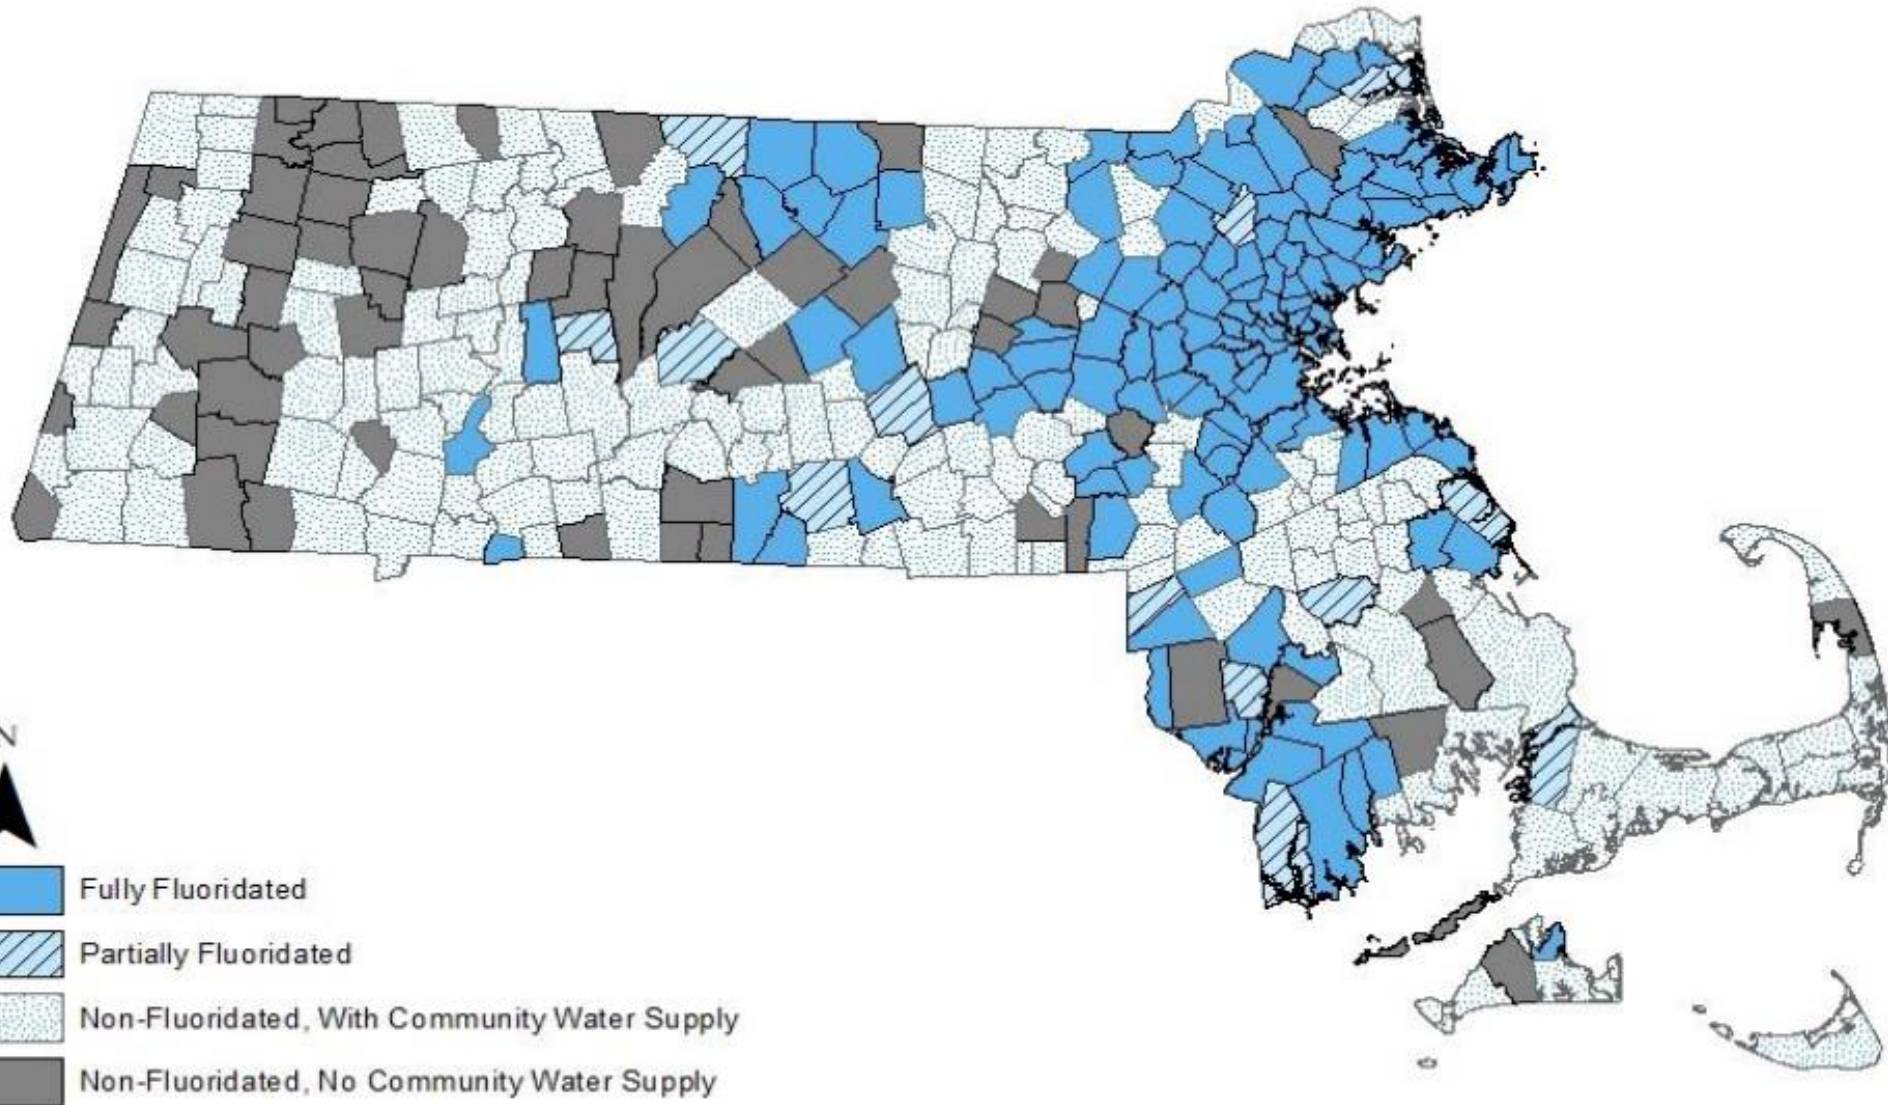 N
Fully Fluoridated
Partially Fluoridated
Non-Fluoridated, With Community Water Supply
Non-Fluoridated, No Community Water Supply